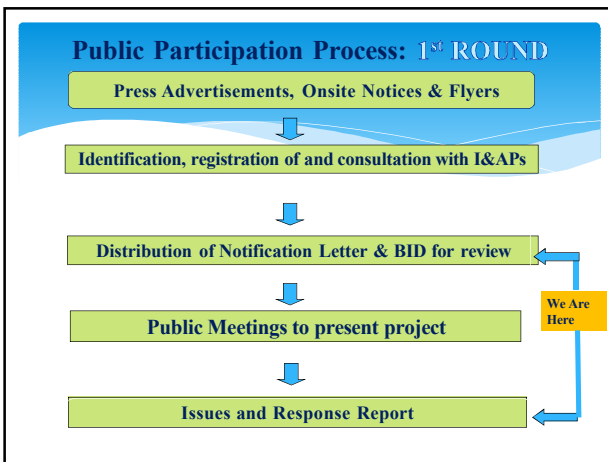 Public Participation Process: 1st ROUND
Press Advertisements, Onsite Notices & Flyers
Identification, registration of and consultation with I&APs
Distribution of Notification Letter & BID for review
We Are
Here
Public Meetings to present project
Issues and Response Report